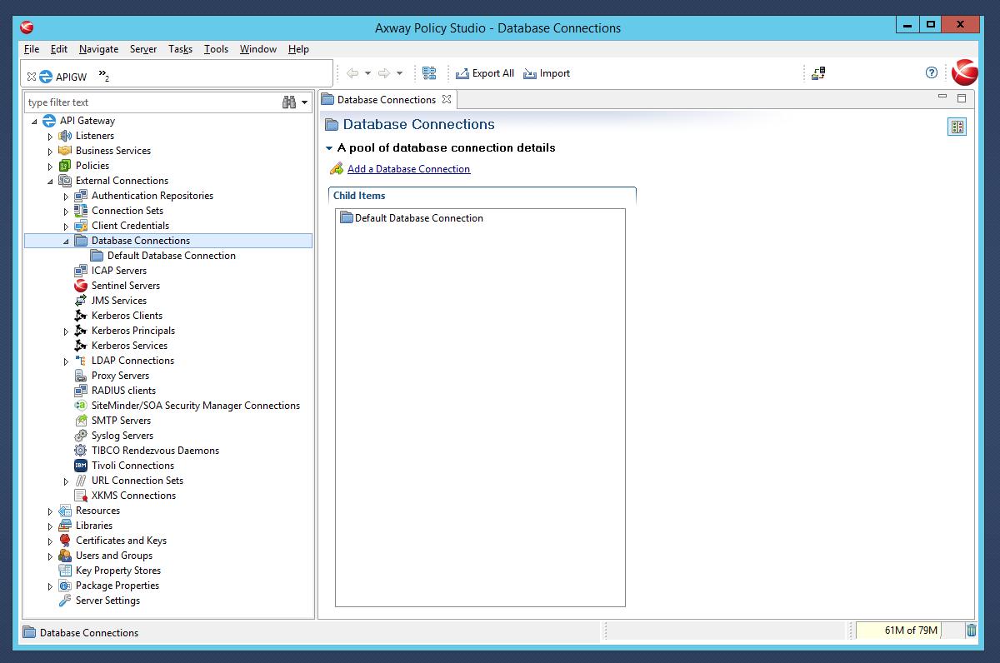 Axway Policy Studio - Database Connections
File Edit Navigate Server Tasks Tools Window Help
APIGW »2
Export All Import
type filter text
API Gateway
Listeners
Business Services
Policies
External Connections
Authentication Repositories
Connection Sets
Client Credentials
Database Connections
Default Database Connection
ICAP Servers
Sentinel Servers
JMS Services
Kerberos Clients
Kerberos Principals
Kerberos Services
LDAP Connections
Proxy Servers
RADIUS clients
SiteMinder/SOA Security Manager Connections
SMTP Servers
Syslog Servers
TIBCO Rendezvous Daemons
IBM Tivoli Connections
URL Connection Sets
XKMS Connections
Resources
Libraries
Certificates and Keys
Users and Groups
Key Property Stores
Package Properties
Server Settings
Database Connections
Database Connections
A pool of database connection details
Add a Database Connection
Child Items
Default Database Connection
Database Connections
61M of 79M